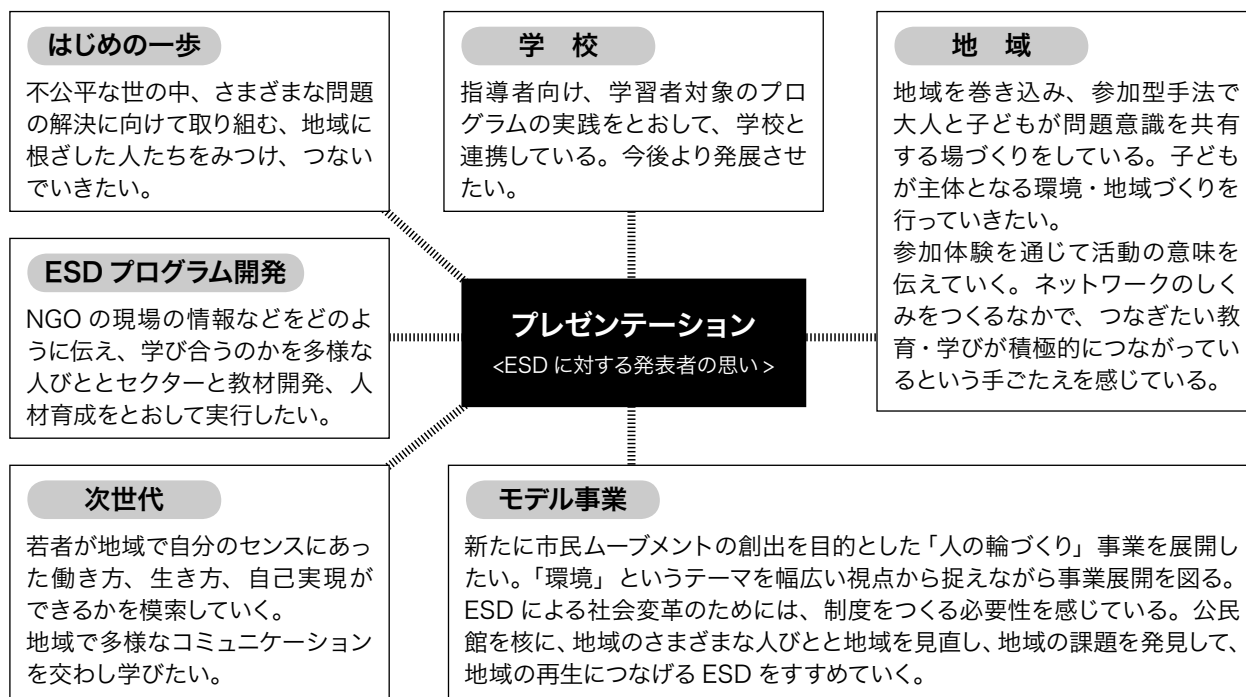 はじめの一歩
不公平な世の中、さまざまな問題
の解決に向けて取り組む、地域に
根ざした人たちをみつけ、つない
でいきたい。
学　校
指導者向け、学習者対象のプロ
グラムの実践をとおして、学校と
連携している。今後より発展させ
たい。
地　域
地域を巻き込み、参加型手法で
大人と子どもが問題意識を共有
する場づくりをしている。子ども
が主体となる環境・地域づくりを
行っていきたい。
参加体験を通じて活動の意味を
伝えていく。ネットワークのしく
みをつくるなかで、つなぎたい教
育・学びが積極的につながってい
るという手ごたえを感じている。
ESD プログラム開発
NGO の現場の情報などをどのよ
うに伝え、学び合うのかを多様な
人びととセクターと教材開発、人
材育成をとおして実行したい。
プレゼンテーション
<ESD に対する発表者の思い>
次世代
若者が地域で自分のセンスにあっ
た働き方、生き方、自己実現が
できるかを模索していく。
地域で多様なコミュニケーション
を交わし学びたい。
モデル事業
新たに市民ムーブメントの創出を目的とした「人の輪づくり」事業を展開し
たい。「環境」というテーマを幅広い視点から捉えながら事業展開を図る。
ESD による社会変革のためには、制度をつくる必要性を感じている。公民
館を核に、地域のさまざまな人びとと地域を見直し、地域の課題を発見して、
地域の再生につなげる ESD をすすめていく。